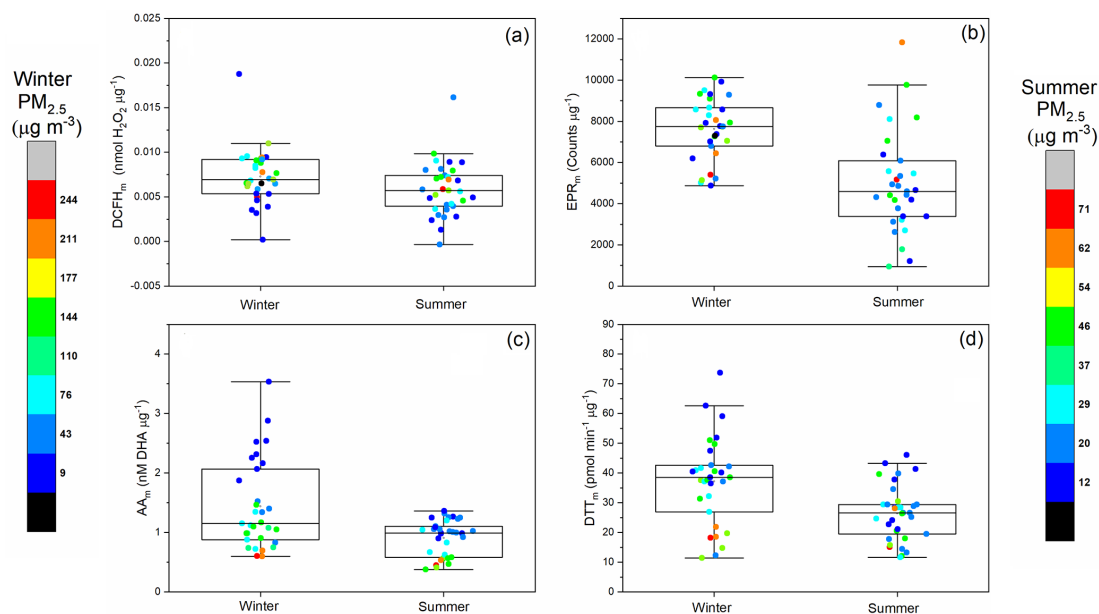 Winter
PM2.5
(μg m-3)
244
211
177
144
110
76
43
9
(a)
0.025
0.020
0.015
0.010
0.005
0.000
-0.005
DCFHm (nmol H2O2 μg-1)
Winter
Summer
(b)
12000
10000
8000
6000
4000
2000
0
EPRm (Counts μg-1)
Winter
Summer
(c)
4
3
2
1
0
AAm (nM DHA μg-1)
Winter
Summer
(d)
90
80
70
60
50
40
30
20
10
0
DTTm (pmol min-1 μg-1)
Winter
Summer
Summer
PM2.5
(μg m-3)
71
62
54
46
37
29
20
12